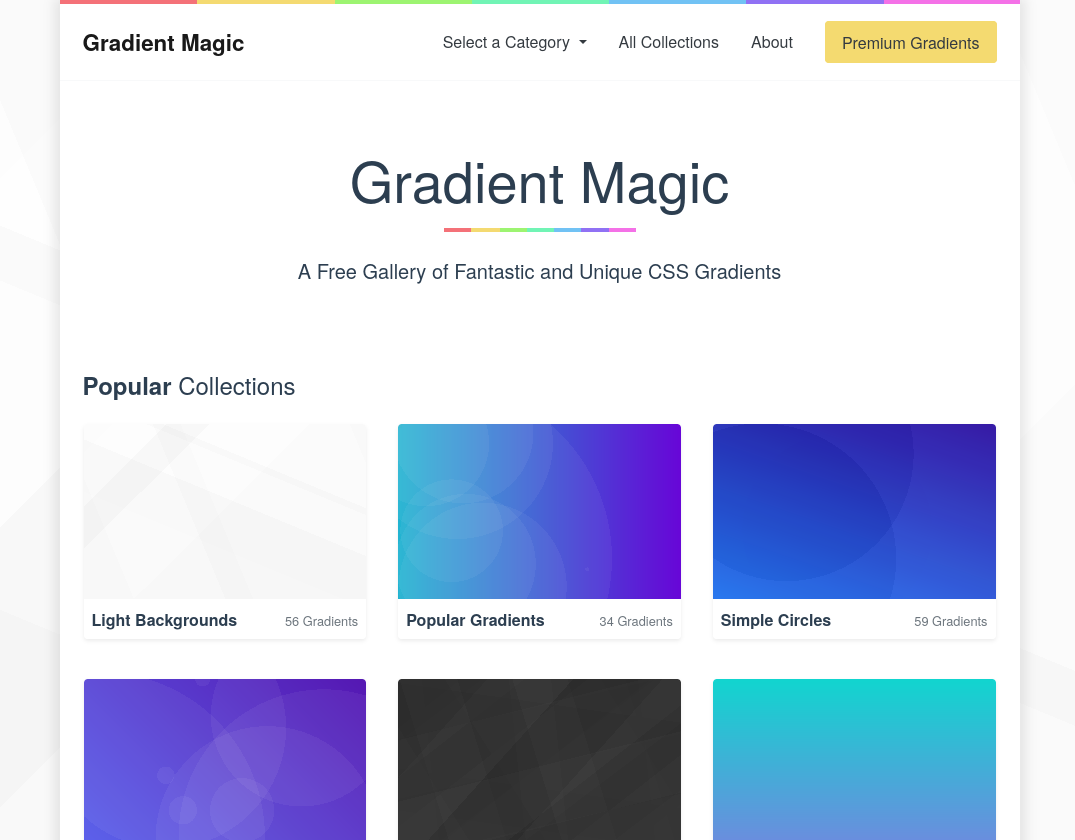 Gradient Magic
Select a Category
All Collections
About
Premium Gradients
Gradient Magic
A Free Gallery of Fantastic and Unique CSS Gradients
Popular Collections
Light Backgrounds
56 Gradients
Popular Gradients
34 Gradients
Simple Circles
59 Gradients